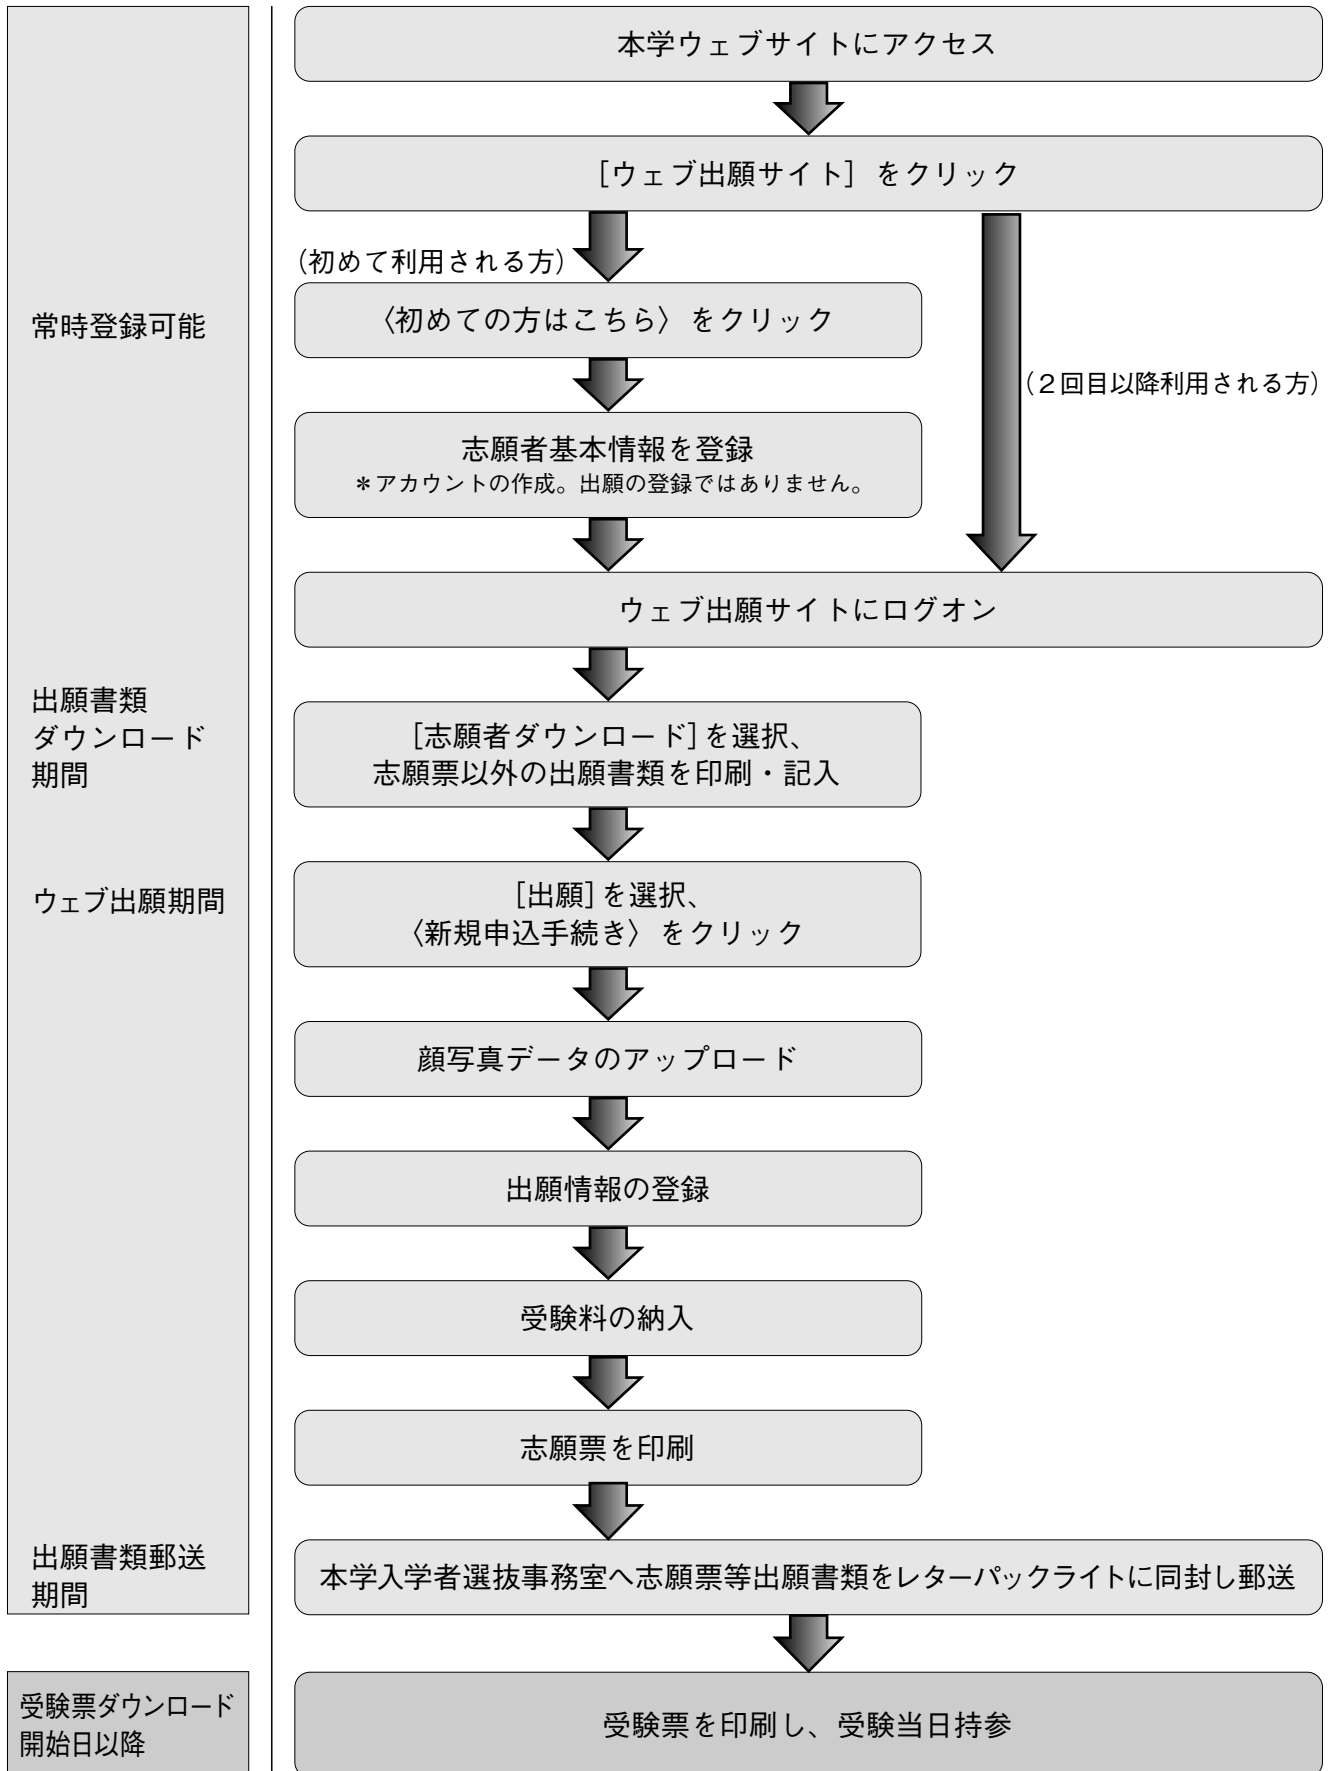 本学ウェブサイトにアクセス
［ウェブ出願サイト］をクリック
（初めて利用される方）
常時登録可能
〈初めての方はこちら〉をクリック
（２回目以降利用される方）
志願者基本情報を登録
＊アカウントの作成。出願の登録ではありません。
ウェブ出願サイトにログオン
出願書類
ダウンロード
期間
［志願者ダウンロード］を選択、
志願票以外の出願書類を印刷・記入
ウェブ出願期間
［出願］を選択、
〈新規申込手続き〉をクリック
顔写真データのアップロード
出願情報の登録
受験料の納入
志願票を印刷
出願書類郵送
期間
本学入学者選抜事務室へ志願票等出願書類をレターパックライトに同封し郵送
受験票ダウンロード
開始日以降
受験票を印刷し、受験当日持参